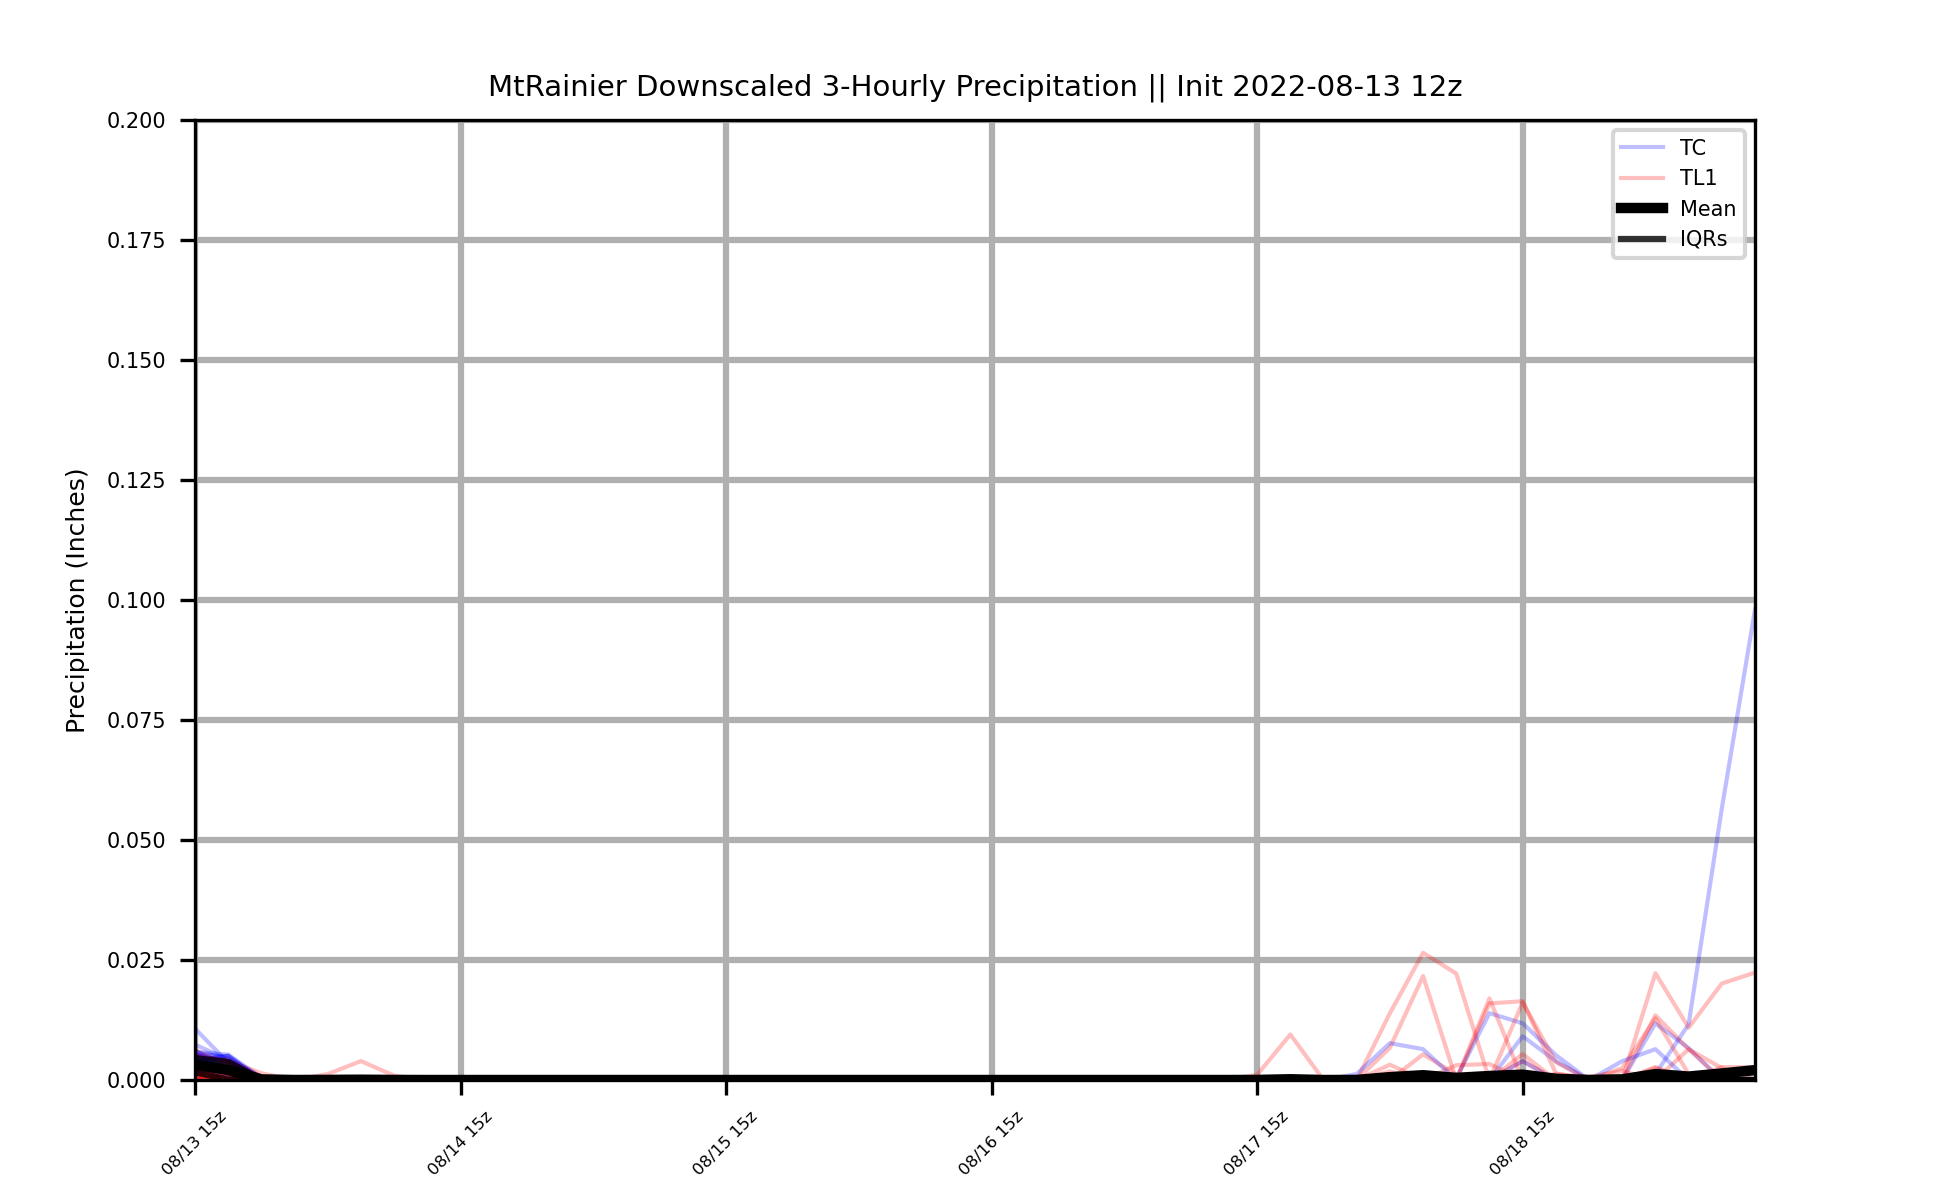 MtRainier Downscaled 3-Hourly Precipitation || Init 2022-08-13 12z
0.200
0.175
0.150
0.125
0.100
0.075
0.050
0.025
0.000
Precipitation (Inches)
TC
TL1
Mean
IQRs
08/13 15z
08/14 15z
08/15 15z
08/16 15z
08/17 15z
08/18 15z